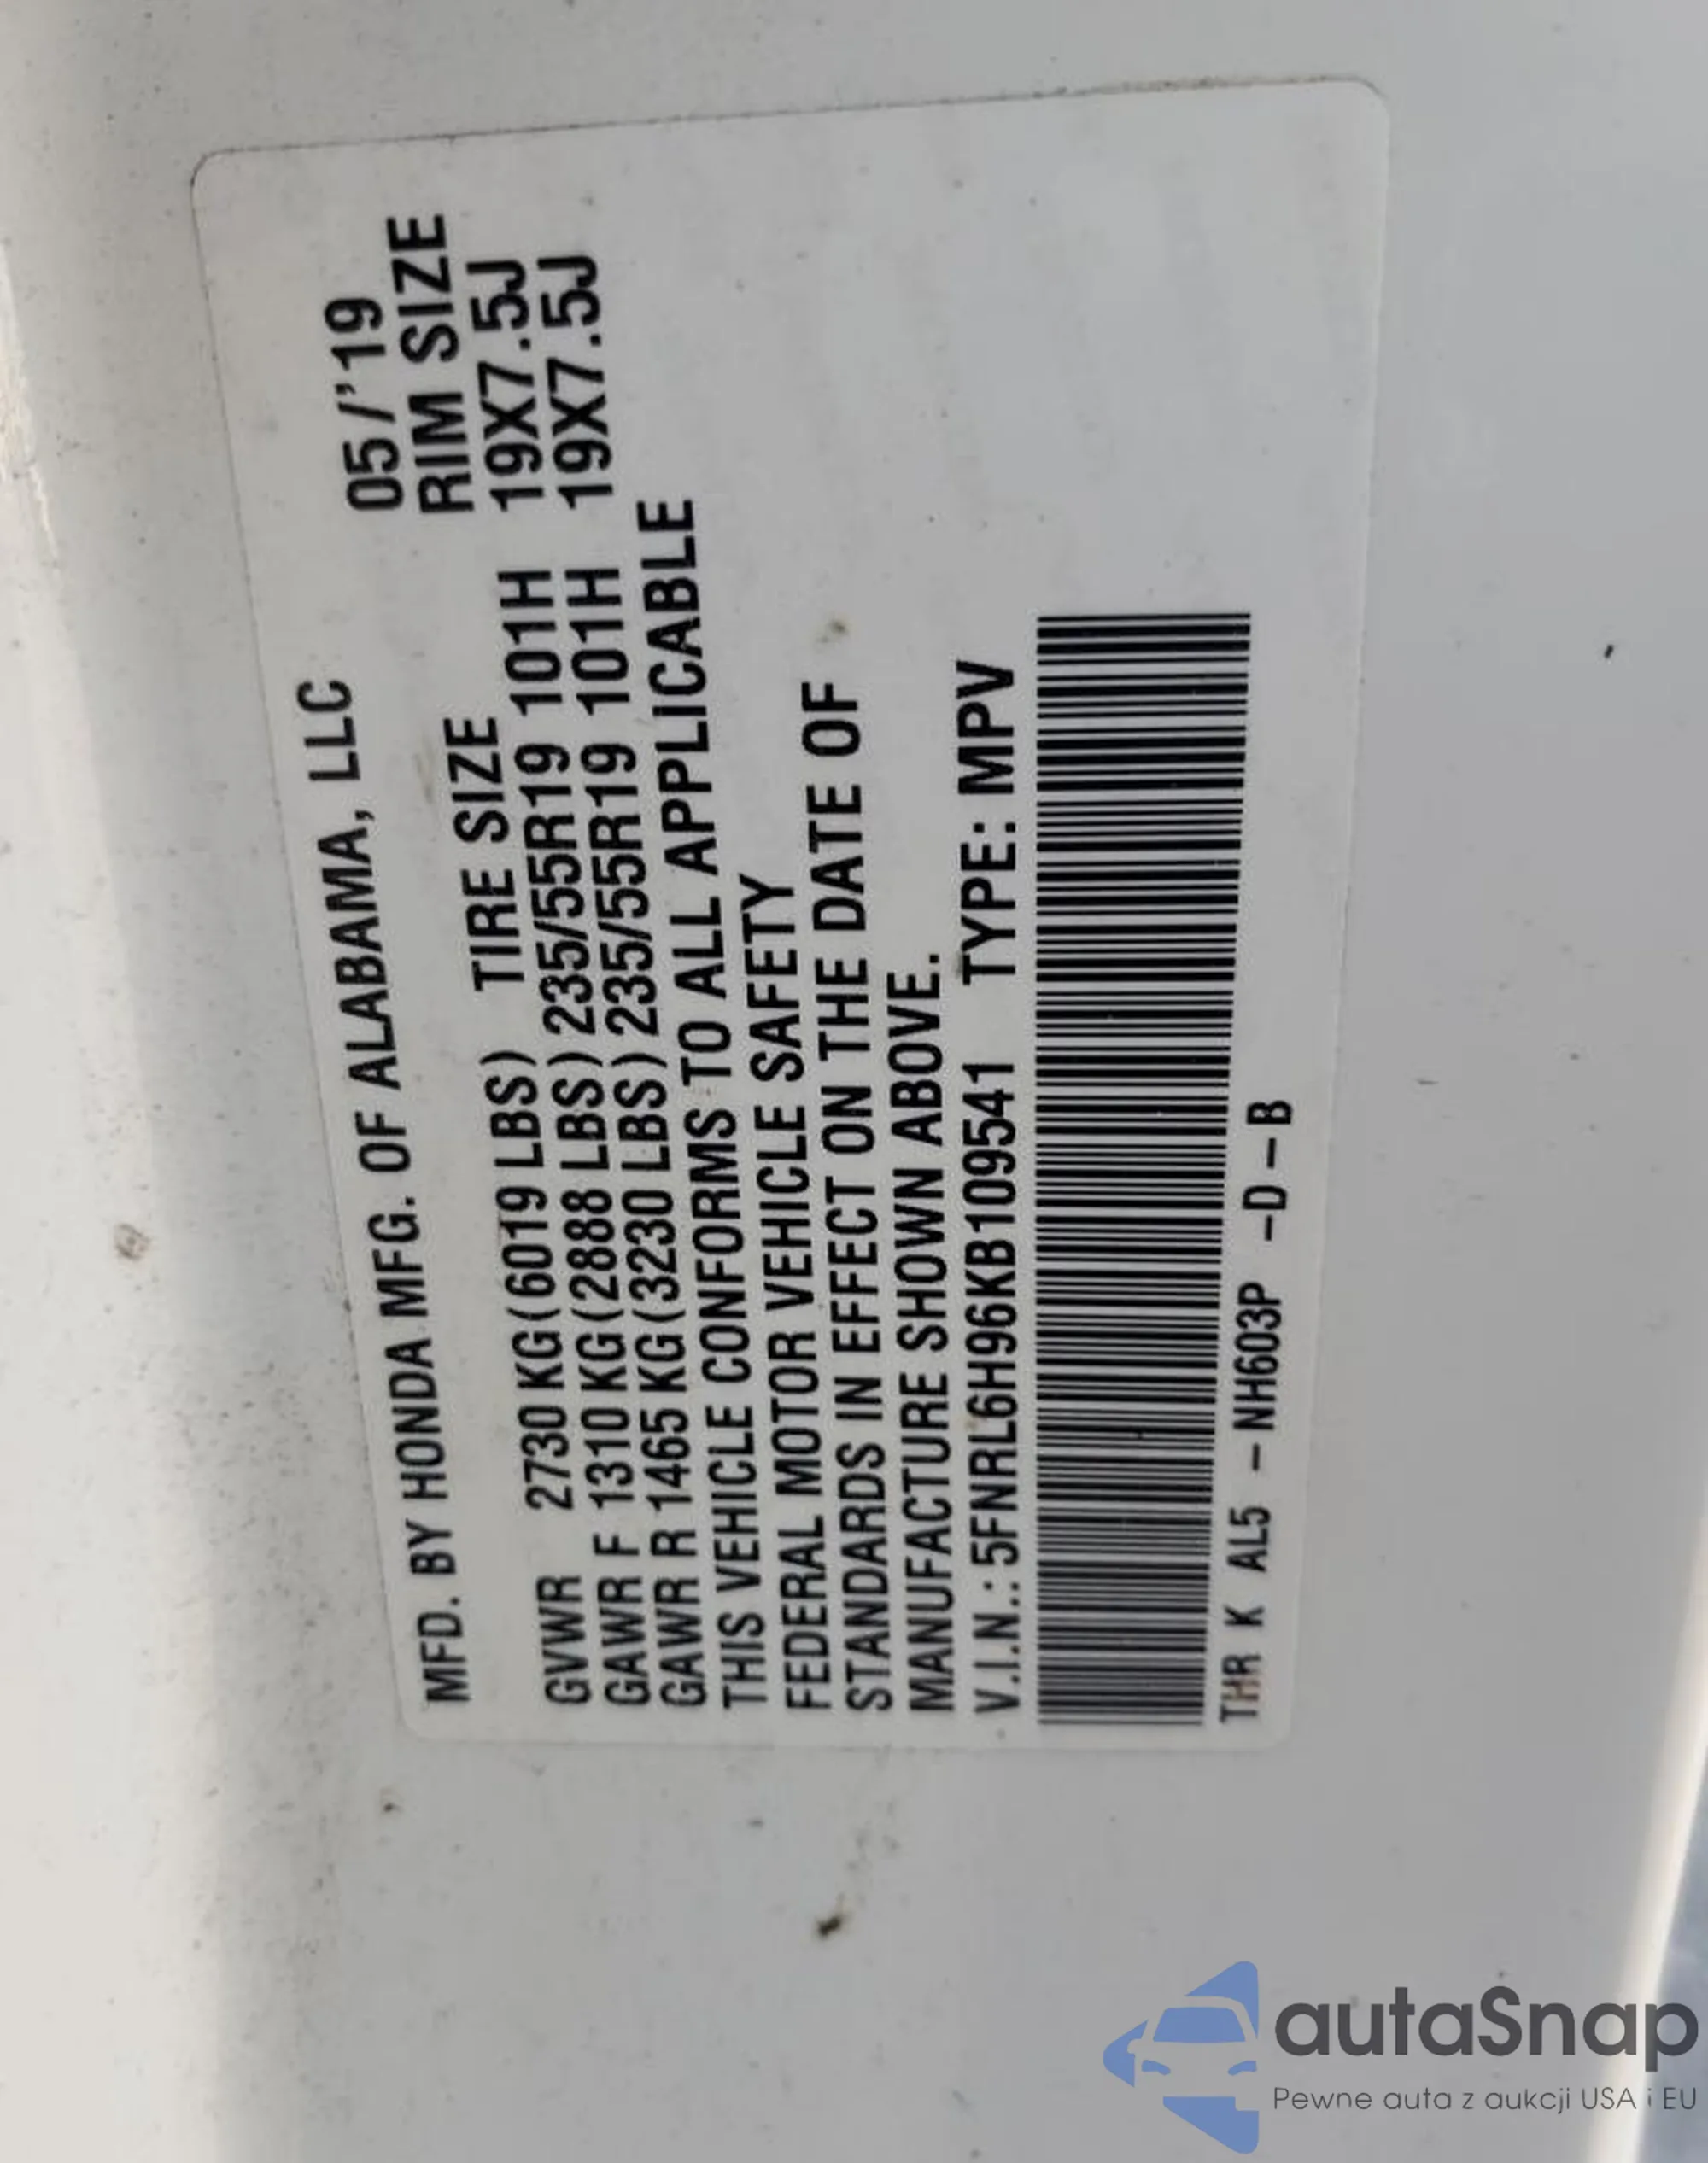 MFD. BY HONDA MFG. OF ALABAMA, LLC
05/'19
TIRE SIZE RIM SIZE
GVWR 2730 KG(6019 LBS)
GAWR F 1310 KG(2888 LBS) 235/55R19 101H 19X7.5J
GAWR R 1465 KG(3230 LBS) 235/55R19 101H 19X7.5J
THIS VEHICLE CONFORMS TO ALL APPLICABLE
FEDERAL MOTOR VEHICLE SAFETY
STANDARDS IN EFFECT ON THE DATE OF
MANUFACTURE SHOWN ABOVE.
V.I.N.: 5FNRL6H96KB109541 TYPE: MPV
THR K AL5 -NH603P -D-B
autaSnap
Pewne auta z aukcji USA i EU